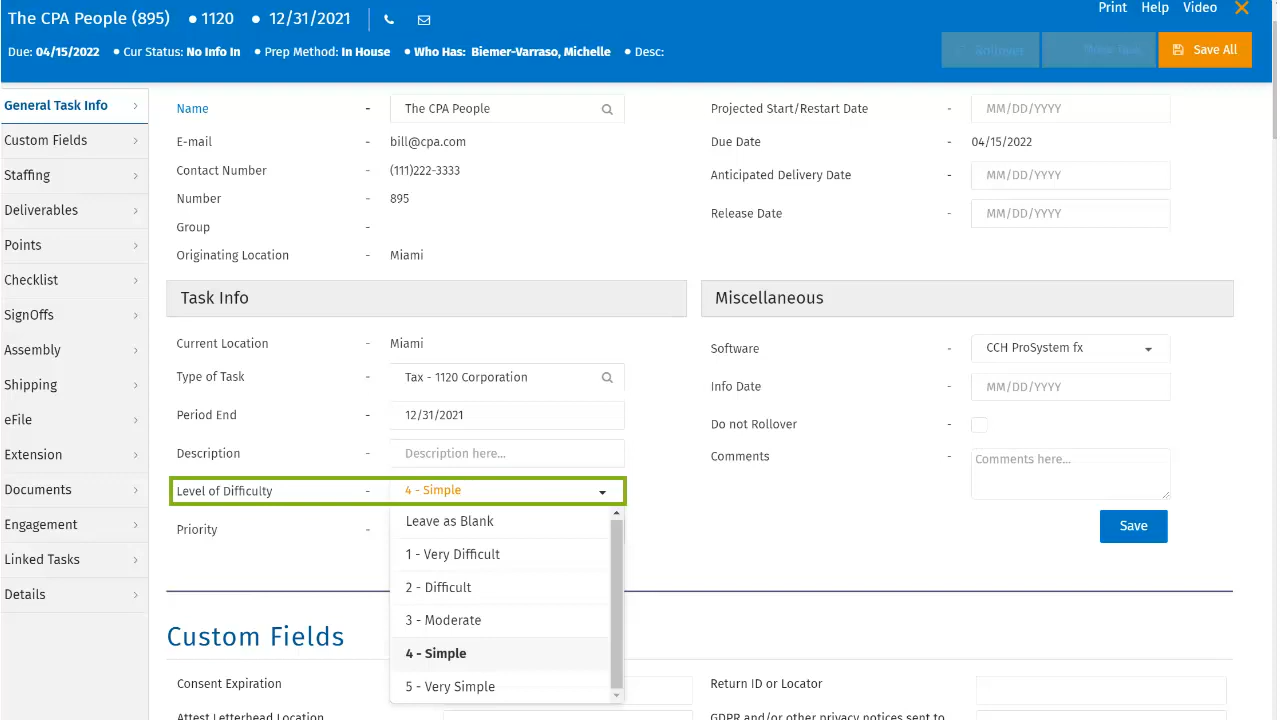 The CPA People (895) ● 1120 ● 12/31/2021
Print Help Video
Due: 04/15/2022 ● Cur Status: No Info In ● Prep Method: In House ● Who Has: Biemer-Varraso, Michelle ● Desc:
Rollover
Save All
General Task Info
Custom Fields
Staffing
Deliverables
Points
Checklist
SignOffs
Assembly
Shipping
eFile
Extension
Documents
Engagement
Linked Tasks
Details
Name - The CPA People
E-mail - bill@cpa.com
Contact Number - (111)222-3333
Number - 895
Group -
Originating Location - Miami
Projected Start/Restart Date - MM/DD/YYYY
Due Date - 04/15/2022
Anticipated Delivery Date - MM/DD/YYYY
Release Date - MM/DD/YYYY
Task Info
Current Location - Miami
Type of Task - Tax - 1120 Corporation
Period End - 12/31/2021
Description - Description here...
Level of Difficulty - 4 - Simple
Priority -
Leave as Blank
1 - Very Difficult
2 - Difficult
3 - Moderate
4 - Simple
5 - Very Simple
Miscellaneous
Software - CCH ProSystem fx
Info Date - MM/DD/YYYY
Do not Rollover -
Comments - Comments here...
Save
Custom Fields
Consent Expiration
Return ID or Locator
Attest Letterhead Location
GDPR and/or other privacy notices sent to